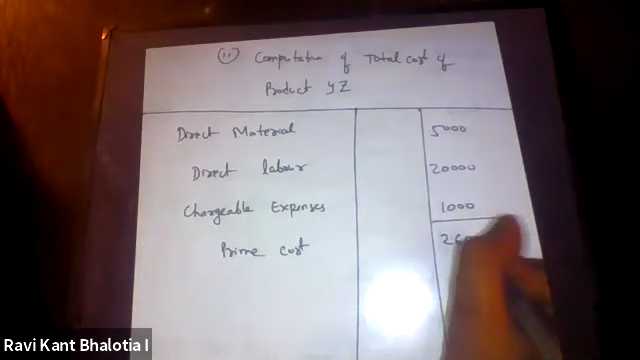 (ii) Computation of Total Cost of
Product YZ
Direct Material 5000
Direct labour 20000
Chargeable Expenses 1000
Prime cost
Ravi Kant Bhalotia I